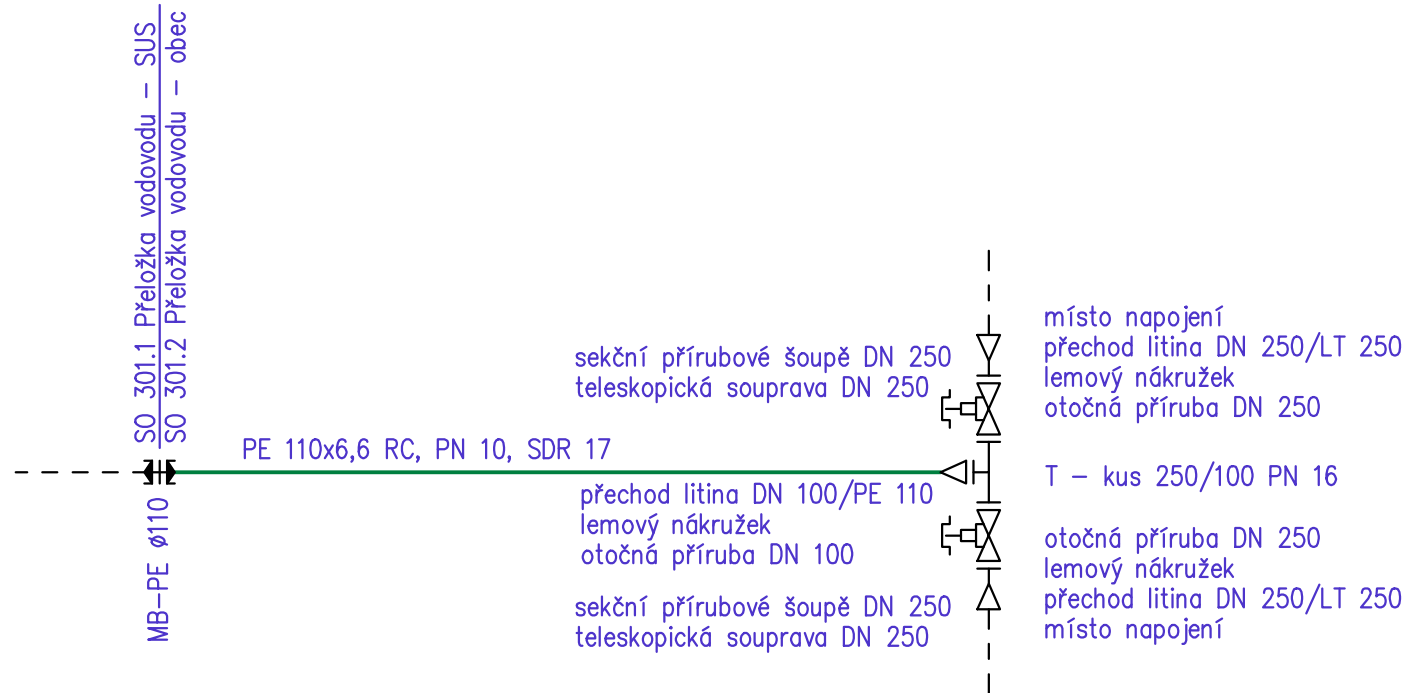 SO 301.1 Přeložka vodovodu – SUS
SO 301.2 Přeložka vodovodu – obec
MB–PE ø110
PE 110x6,6 RC, PN 10, SDR 17
sekční přírubové šoupě DN 250
teleskopická souprava DN 250
přechod litina DN 100/PE 110
lemový nákružek
otočná příruba DN 100
sekční přírubové šoupě DN 250
teleskopická souprava DN 250
místo napojení
přechod litina DN 250/LT 250
lemový nákružek
otočná příruba DN 250
T – kus 250/100 PN 16
otočná příruba DN 250
lemový nákružek
přechod litina DN 250/LT 250
místo napojení